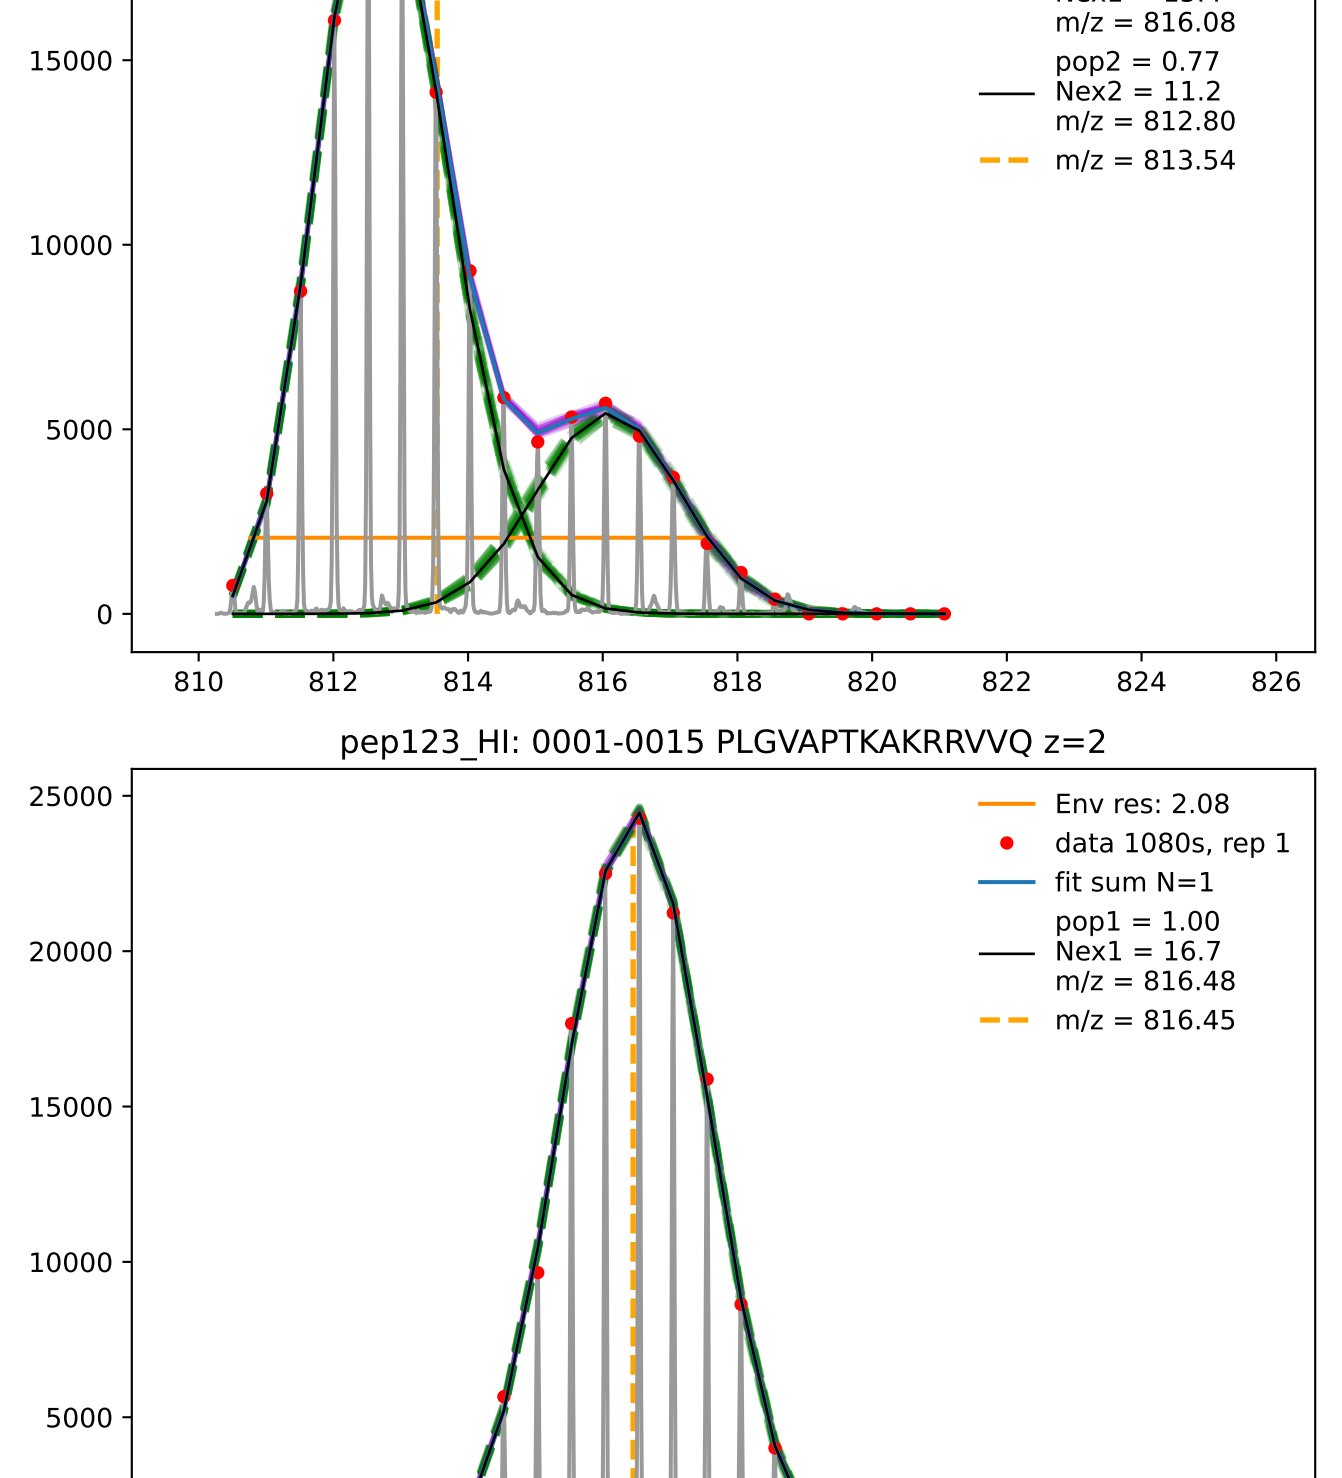 m/z = 816.08
15000
pop2 = 0.77
Nex2 = 11.2
m/z = 812.80
m/z = 813.54
10000
5000
0
810 812 814 816 818 820 822 824 826
pep123_HI: 0001-0015 PLGVAPTKAKRRVVQ z=2
25000
Env res: 2.08
data 1080s, rep 1
fit sum N=1
pop1 = 1.00
Nex1 = 16.7
m/z = 816.48
m/z = 816.45
20000
15000
10000
5000